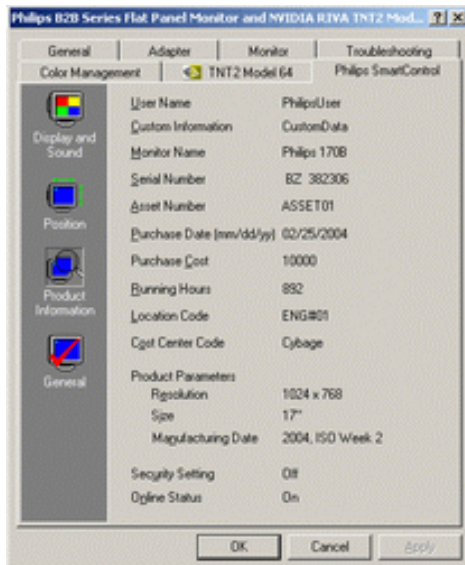 Philips B2B Series Flat Panel Monitor and NVIDIA RIVA TNT2 Mod...
General Adapter Monitor Troubleshooting
Color Management TNT2 Model 64 Philips SmartControl
Display and
Sound
Position
Product
Information
General
User Name PhilipsUser
Custom Information CustomData
Monitor Name Philips 170B
Serial Number BZ 382306
Asset Number ASSET01
Purchase Date (mm/dd/yy) 02/25/2004
Purchase Cost 10000
Running Hours 892
Location Code ENG#01
Cost Center Code Cybage
Product Parameters
Resolution 1024 x 768
Size 17"
Manufacturing Date 2004, ISO Week 2
Security Setting Off
Online Status On
OK Cancel Apply